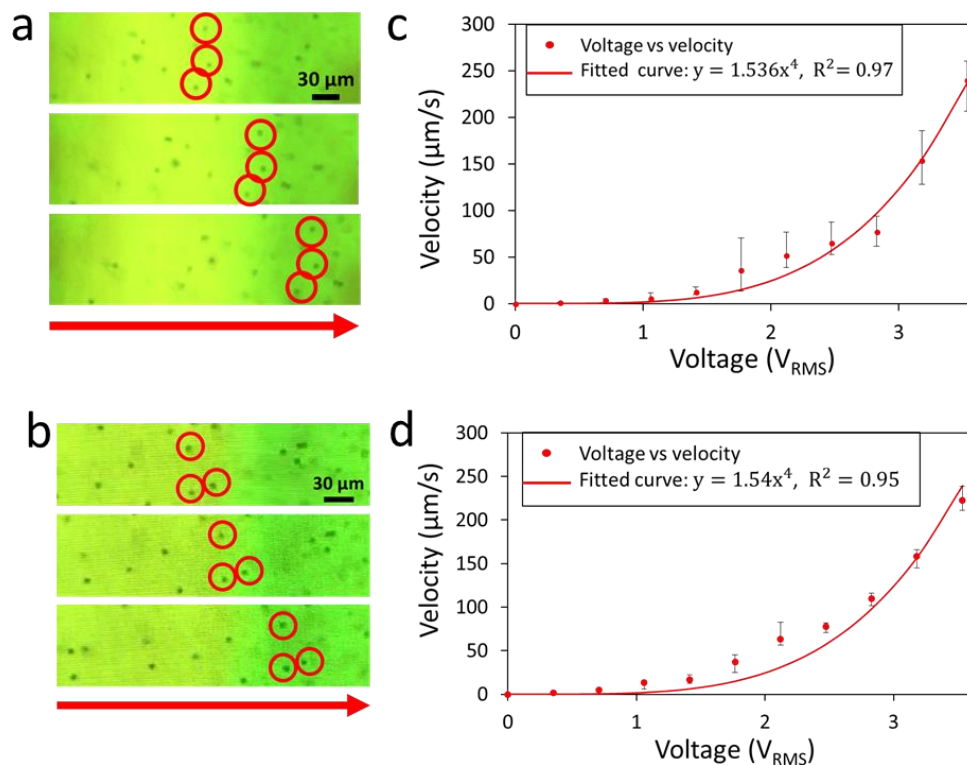 a
30 µm
c
300
250
200
150
100
50
0
Velocity (µm/s)
Voltage vs velocity
Fitted curve: y = 1.536x⁴, R² = 0.97
0 1 2 3
Voltage (V_RMS)
b
30 µm
d
300
250
200
150
100
50
0
Velocity (µm/s)
Voltage vs velocity
Fitted curve: y = 1.54x⁴, R² = 0.95
0 1 2 3
Voltage (V_RMS)